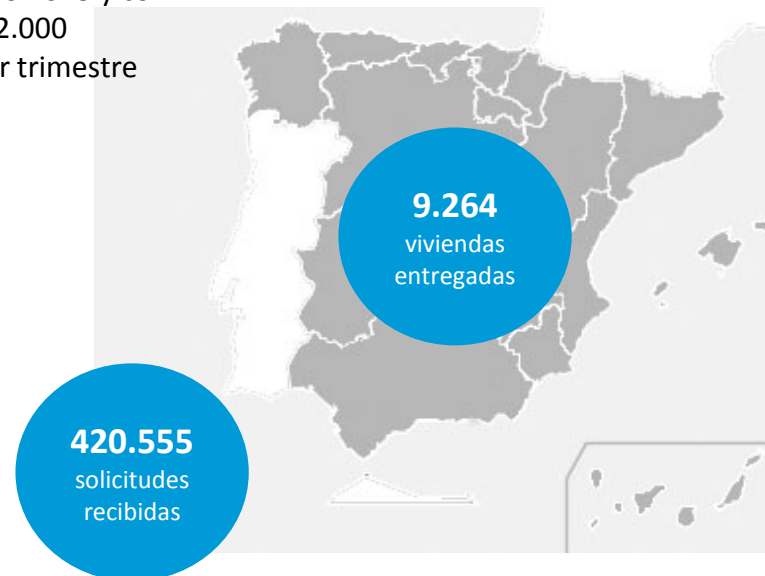 2.000
r trimestre
9.264
viviendas
entregadas
420.555
solicitudes
recibidas